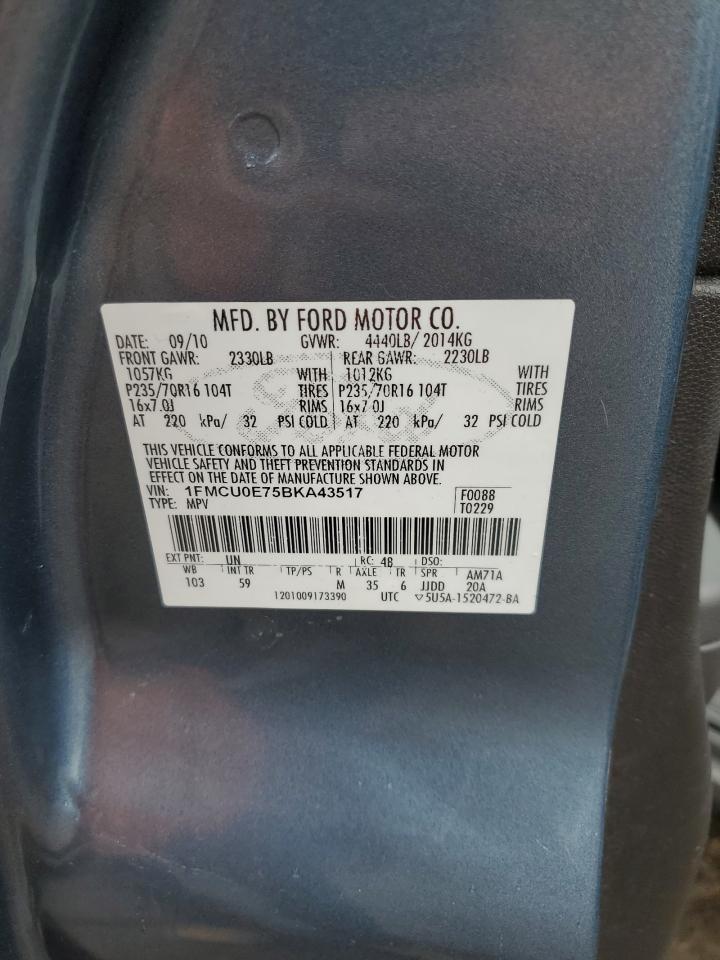 MFD. BY FORD MOTOR CO.
DATE: 09/10 GVWR: 4440LB/ 2014KG
FRONT GAWR: 2330LB REAR GAWR: 2230LB
1057KG WITH 1012KG WITH
P235/70R16 104T TIRES P235/70R16 104T TIRES
16x7.0J RIMS 16x7.0J RIMS
AT 220 kPa/ 32 PSI COLD AT 220 kPa/ 32 PSI COLD
THIS VEHICLE CONFORMS TO ALL APPLICABLE FEDERAL MOTOR
VEHICLE SAFETY AND THEFT PREVENTION STANDARDS IN
EFFECT ON THE DATE OF MANUFACTURE SHOWN ABOVE.
VIN: 1FMCU0E75BKA43517 F0088
TYPE: MPV T0229
EXT PNT: UN RC: 48 DSO:
WB INT TR TP/PS R AXLE TR SPR AM71A
103 59 M 35 6 JJDD 20A
1201009173390 UTC ▽5U5A-1520472-BA